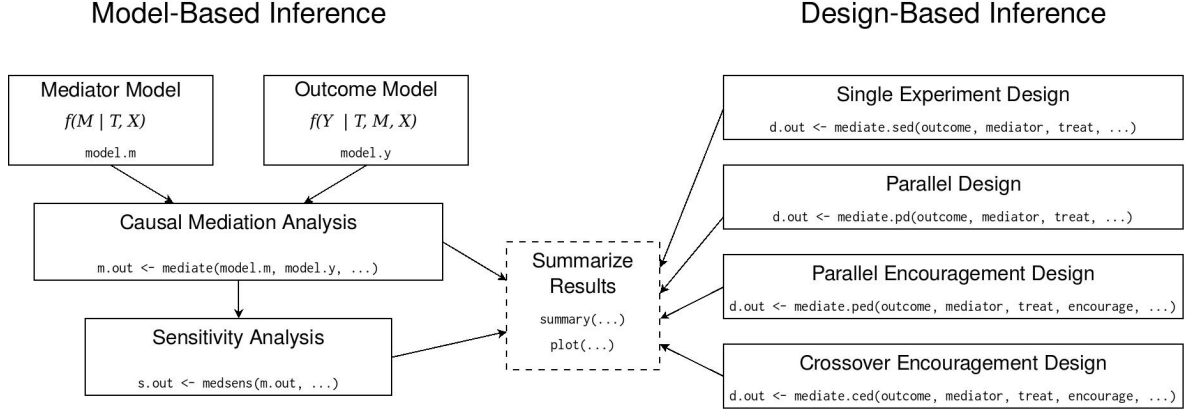 Model-Based Inference
Design-Based Inference
Mediator Model
f(M | T, X)
model.m
Outcome Model
f(Y | T, M, X)
model.y
Causal Mediation Analysis
m.out <- mediate(model.m, model.y, ...)
Sensitivity Analysis
s.out <- medsens(m.out, ...)
Summarize
Results
summary(...)
plot(...)
Single Experiment Design
d.out <- mediate.sed(outcome, mediator, treat, ...)
Parallel Design
d.out <- mediate.pd(outcome, mediator, treat, ...)
Parallel Encouragement Design
d.out <- mediate.ped(outcome, mediator, treat, encourage, ...)
Crossover Encouragement Design
d.out <- mediate.ced(outcome, mediator, treat, encourage, ...)